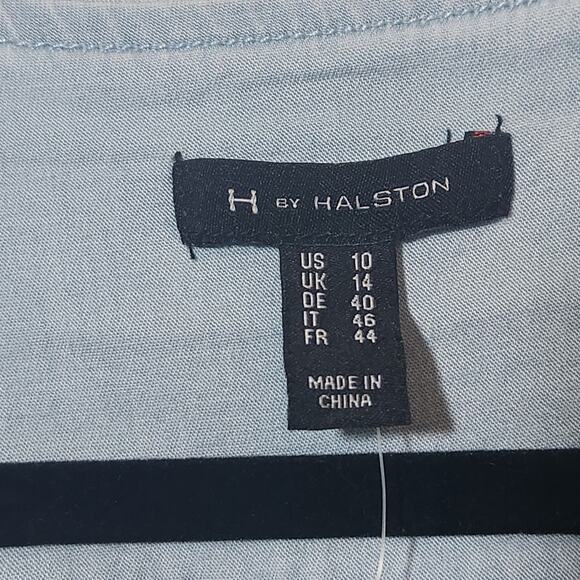 H BY HALSTON
US 10
UK 14
DE 40
IT 46
FR 44
MADE IN
CHINA